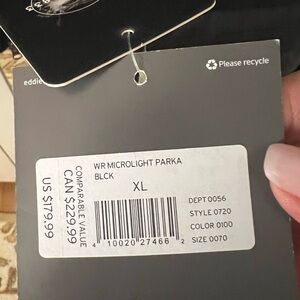 eddie
Please recycle
WR MICROLIGHT PARKA
BLCK
XL
DEPT 0056
STYLE 0720
COLOR 0100
SIZE 0070
4 10020 27466 2
COMPARABLE VALUE
CAN $229.99
US $179.99